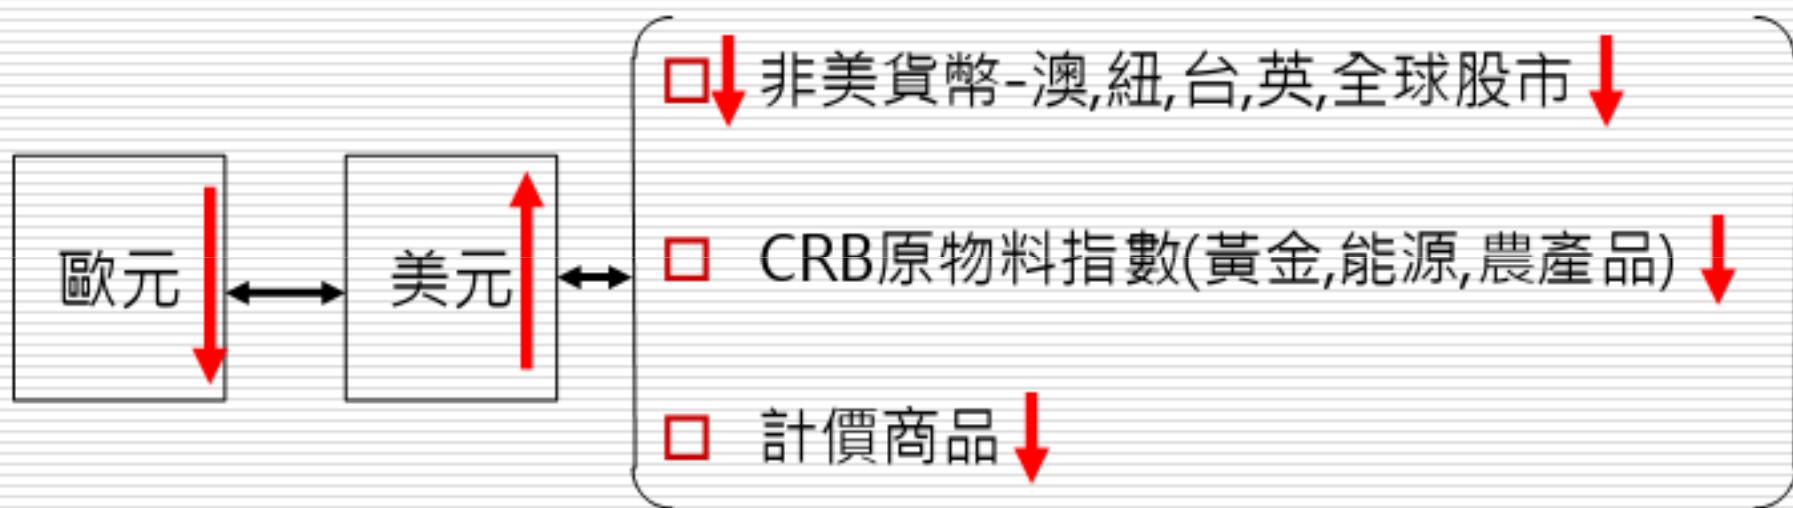 非美貨幣-澳,紐,台,英,全球股市
歐元
美元
CRB原物料指數(黃金,能源,農產品)
計價商品